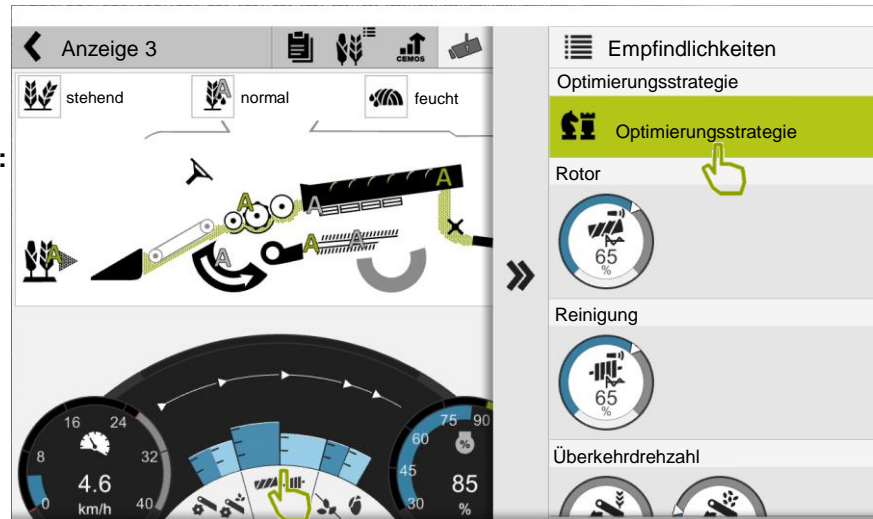 Anzeige 3
CEMOS
Empfindlichkeiten
Optimierungsstrategie
stehend
A
normal
feucht
Optimierungsstrategie
:
Rotor
A
A
A
A
A
A
A
A
65
%
Reinigung
65
%
Überkehrdrehzahl
0
8
16
24
32
40
4.6
km/h
30
45
60
75
90
%
85
%